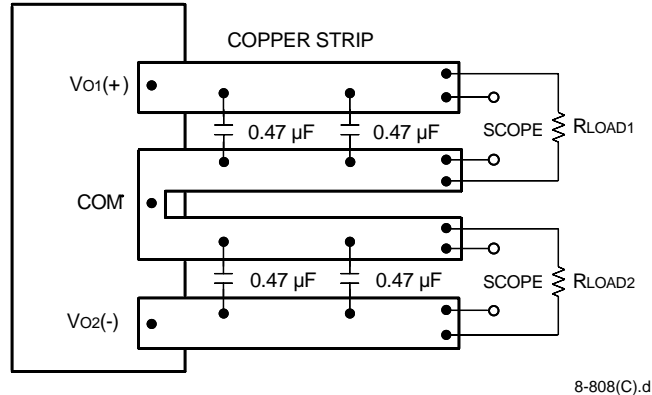 COPPER STRIP
VO1(+)
0.47 µF
0.47 µF
SCOPE
RLOAD1
COM
0.47 µF
0.47 µF
SCOPE
RLOAD2
VO2(-)
8-808(C).d